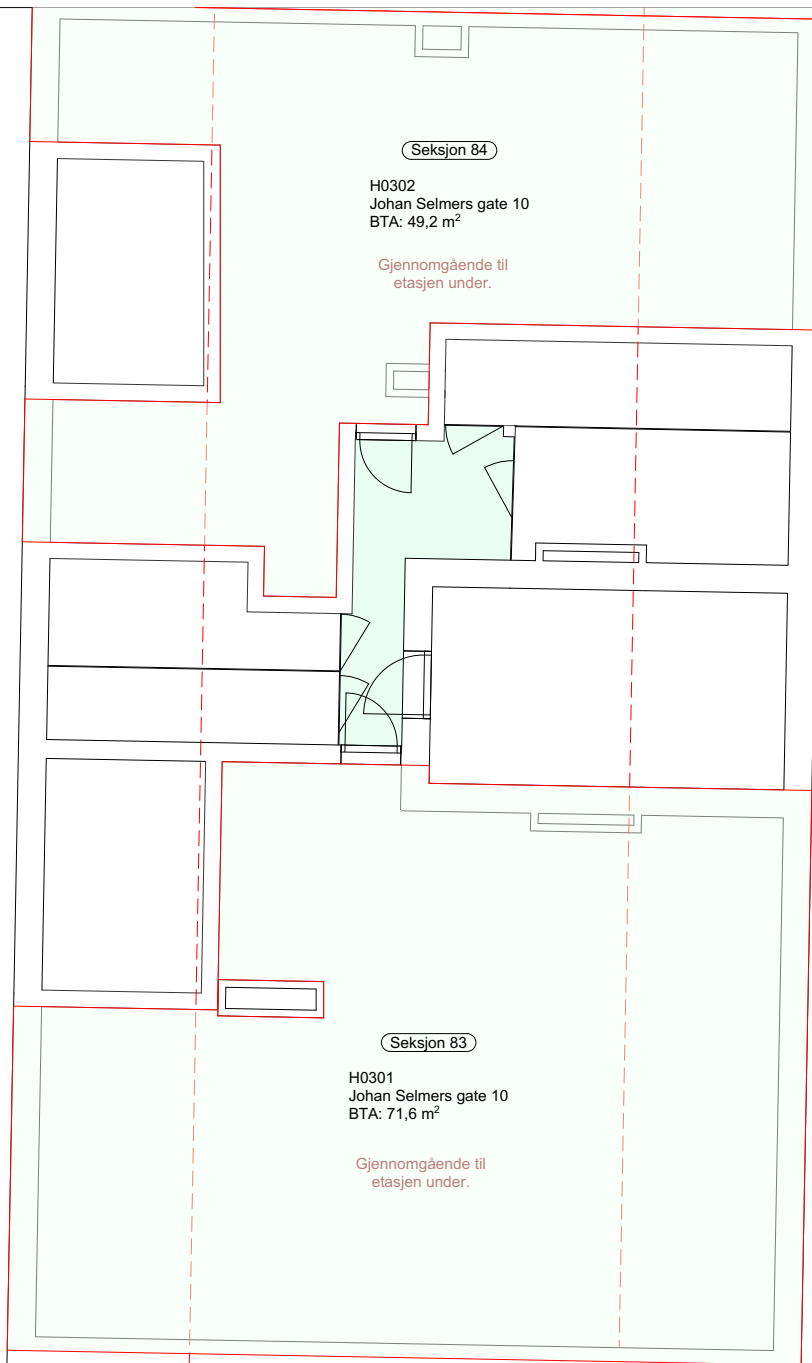 Seksjon 84
H0302
Johan Selmers gate 10
BTA: 49,2 m²
Gjennomgående til
etasjen under.
Seksjon 83
H0301
Johan Selmers gate 10
BTA: 71,6 m²
Gjennomgående til
etasjen under.